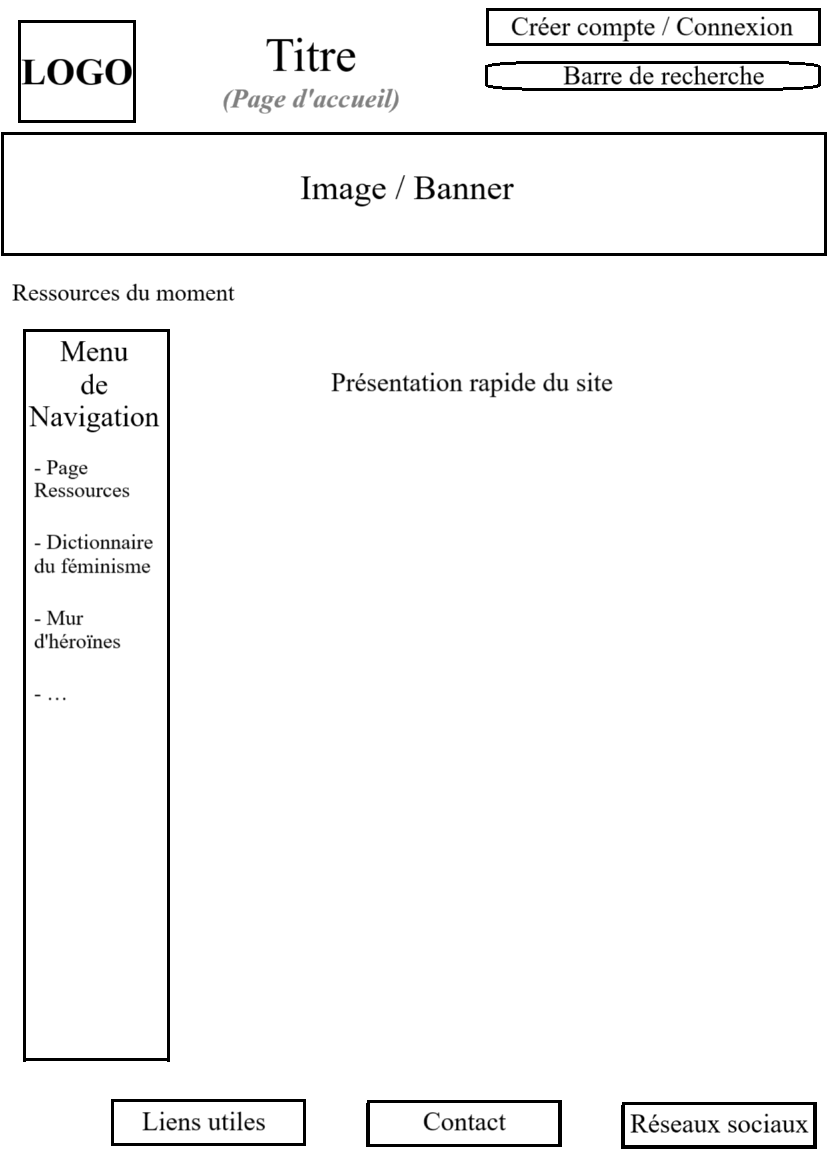 LOGO
Titre
(Page d'accueil)
Créer compte / Connexion
Barre de recherche
Image / Banner
Ressources du moment
Menu
de
Navigation
- Page
Ressources
- Dictionnaire
du féminisme
- Mur
d'héroïnes
- …
Présentation rapide du site
Liens utiles
Contact
Réseaux sociaux